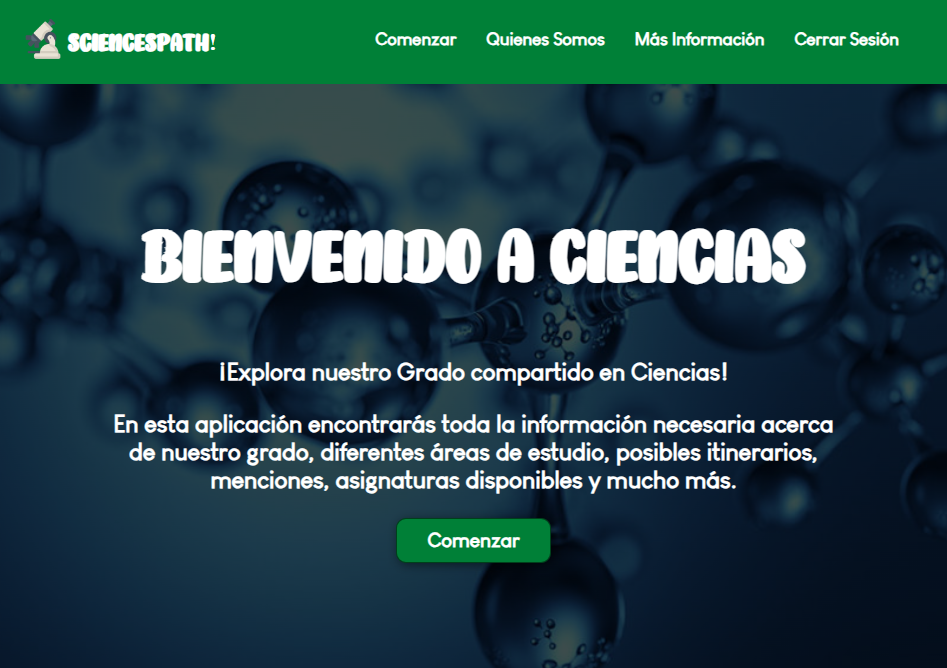 SCIENCESPATH!
Comenzar
Quienes Somos
Más Información
Cerrar Sesión
BIENVENIDO A CIENCIAS
¡Explora nuestro Grado compartido en Ciencias!
En esta aplicación encontrarás toda la información necesaria acerca
de nuestro grado, diferentes áreas de estudio, posibles itinerarios,
menciones, asignaturas disponibles y mucho más.
Comenzar